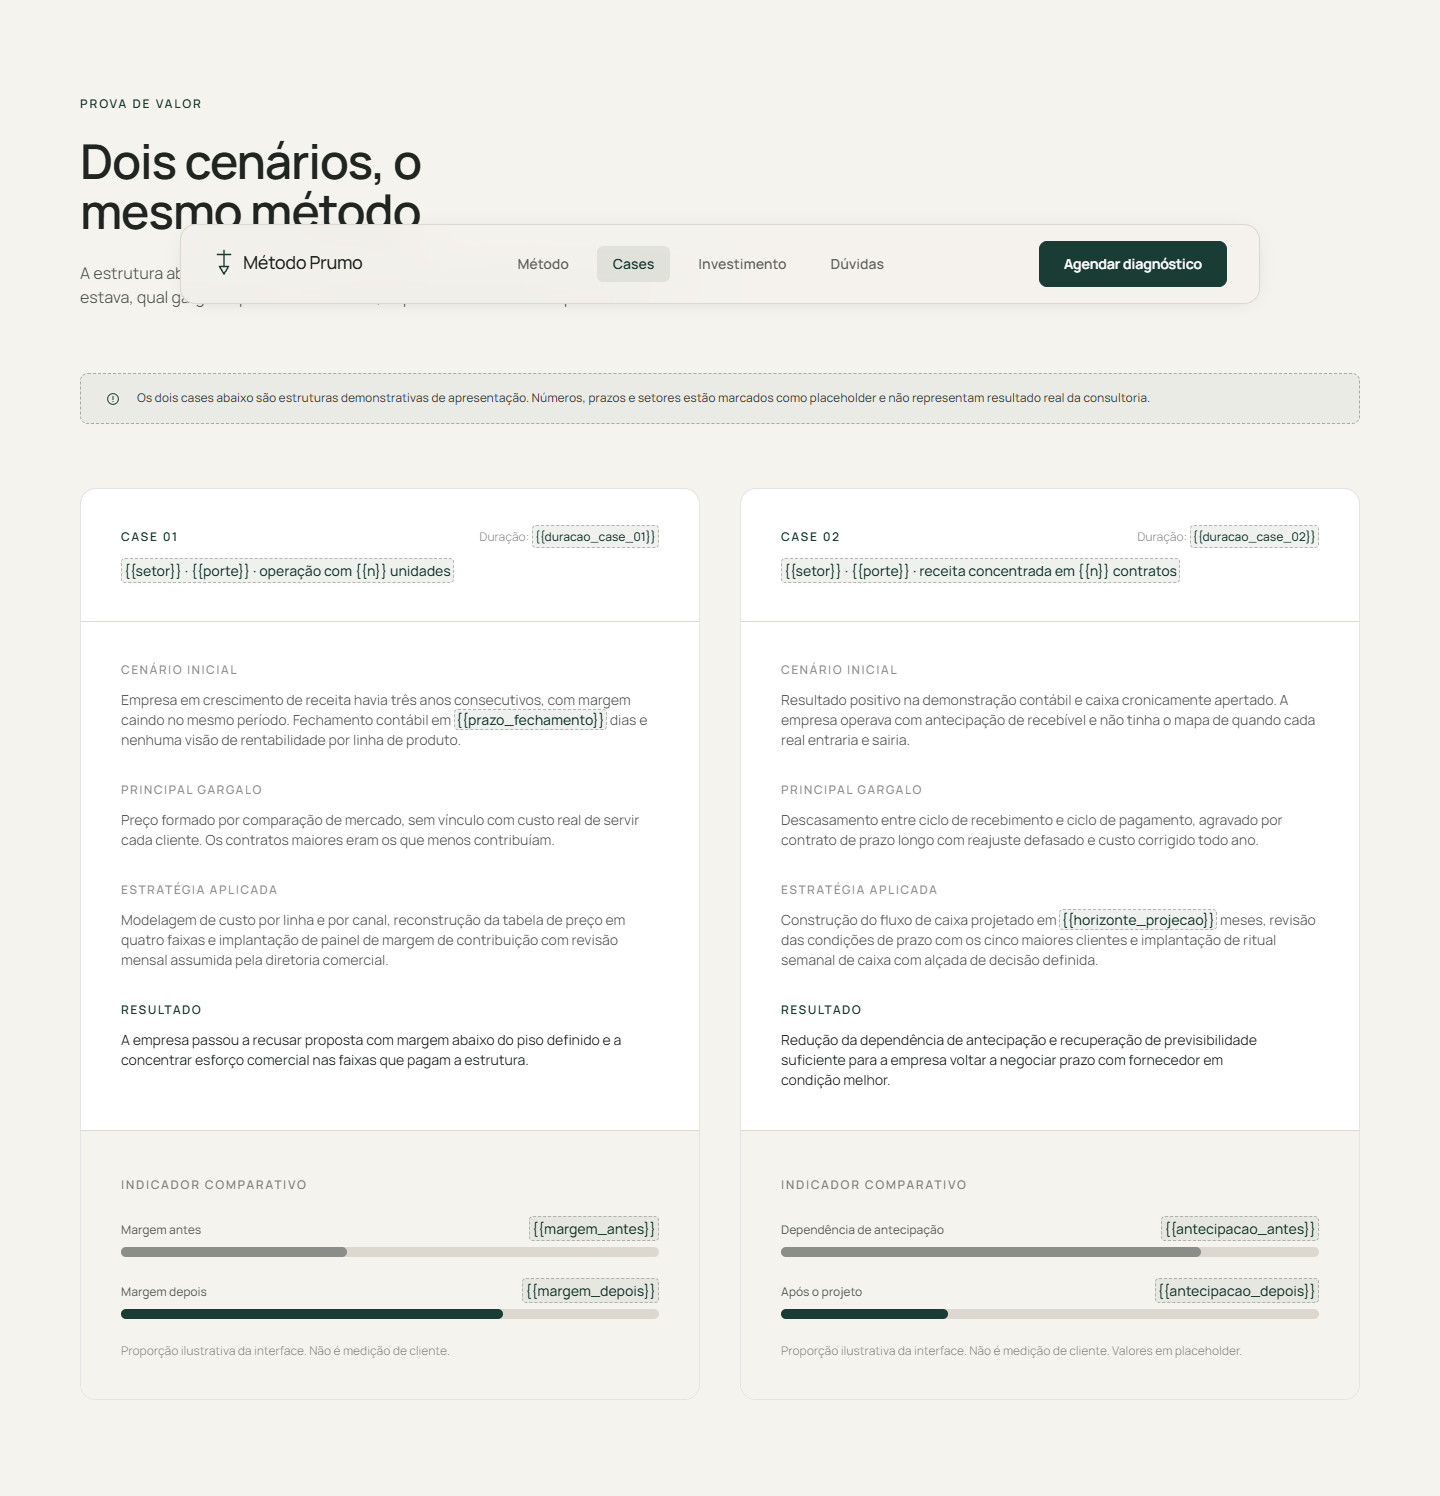 PROVA DE VALOR
Dois cenários, o
mesmo método
Método Prumo
Método
Cases
Investimento
Dúvidas
Agendar diagnóstico
A estrutura
estava, qual
Os dois cases abaixo são estruturas demonstrativas de apresentação. Números, prazos e setores estão marcados como placeholder e não representam resultado real da consultoria.
CASE 01
Duração: {{duracao_case_01}}
{{setor}} · {{porte}} · operação com {{n}} unidades
CENÁRIO INICIAL
Empresa em crescimento de receita havia três anos consecutivos, com margem
caindo no mesmo período. Fechamento contábil em {{prazo_fechamento}} dias e
nenhuma visão de rentabilidade por linha de produto.
PRINCIPAL GARGALO
Preço formado por comparação de mercado, sem vínculo com custo real de servir
cada cliente. Os contratos maiores eram os que menos contribuíam.
ESTRATÉGIA APLICADA
Modelagem de custo por linha e por canal, reconstrução da tabela de preço em
quatro faixas e implantação de painel de margem de contribuição com revisão
mensal assumida pela diretoria comercial.
RESULTADO
A empresa passou a recusar proposta com margem abaixo do piso definido e a
concentrar esforço comercial nas faixas que pagam a estrutura.
INDICADOR COMPARATIVO
Margem antes
{{margem_antes}}
Margem depois
{{margem_depois}}
Proporção ilustrativa da interface. Não é medição de cliente.
CASE 02
Duração: {{duracao_case_02}}
{{setor}} · {{porte}} · receita concentrada em {{n}} contratos
CENÁRIO INICIAL
Resultado positivo na demonstração contábil e caixa cronicamente apertado. A
empresa operava com antecipação de recebível e não tinha o mapa de quando cada
real entraria e sairia.
PRINCIPAL GARGALO
Descasamento entre ciclo de recebimento e ciclo de pagamento, agravado por
contrato de prazo longo com reajuste defasado e custo corrigido todo ano.
ESTRATÉGIA APLICADA
Construção do fluxo de caixa projetado em {{horizonte_projecao}} meses, revisão
das condições de prazo com os cinco maiores clientes e implantação de ritual
semanal de caixa com alçada de decisão definida.
RESULTADO
Redução da dependência de antecipação e recuperação de previsibilidade
suficiente para a empresa voltar a negociar prazo com fornecedor em
condição melhor.
INDICADOR COMPARATIVO
Dependência de antecipação
{{antecipacao_antes}}
Após o projeto
{{antecipacao_depois}}
Proporção ilustrativa da interface. Não é medição de cliente. Valores em placeholder.